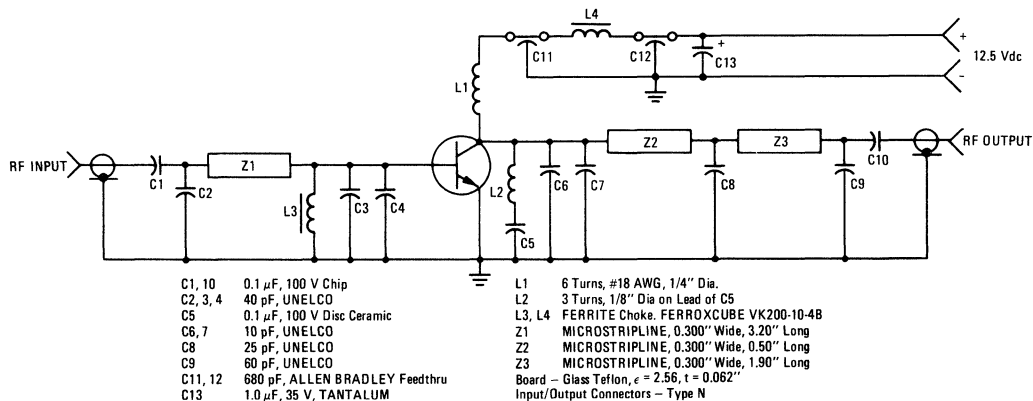 L4
+
C11
C12
+
C13
12.5 Vdc
−
L1
RF INPUT
C1
Z1
C2
L3
C3
C4
L2
C5
C6
C7
Z2
Z3
C8
C9
C10
RF OUTPUT
C1, 10 0.1 μF, 100 V Chip
C2, 3, 4 40 pF, UNELCO
C5 0.1 μF, 100 V Disc Ceramic
C6, 7 10 pF, UNELCO
C8 25 pF, UNELCO
C9 60 pF, UNELCO
C11, 12 680 pF, ALLEN BRADLEY Feedthru
C13 1.0 μF, 35 V, TANTALUM
L1 6 Turns, #18 AWG, 1/4" Dia.
L2 3 Turns, 1/8" Dia on Lead of C5
L3, L4 FERRITE Choke. FERROXCUBE VK200-10-4B
Z1 MICROSTRIPLINE, 0.300" Wide, 3.20" Long
Z2 MICROSTRIPLINE, 0.300" Wide, 0.50" Long
Z3 MICROSTRIPLINE, 0.300" Wide, 1.90" Long
Board – Glass Teflon, ε = 2.56, t = 0.062"
Input/Output Connectors – Type N